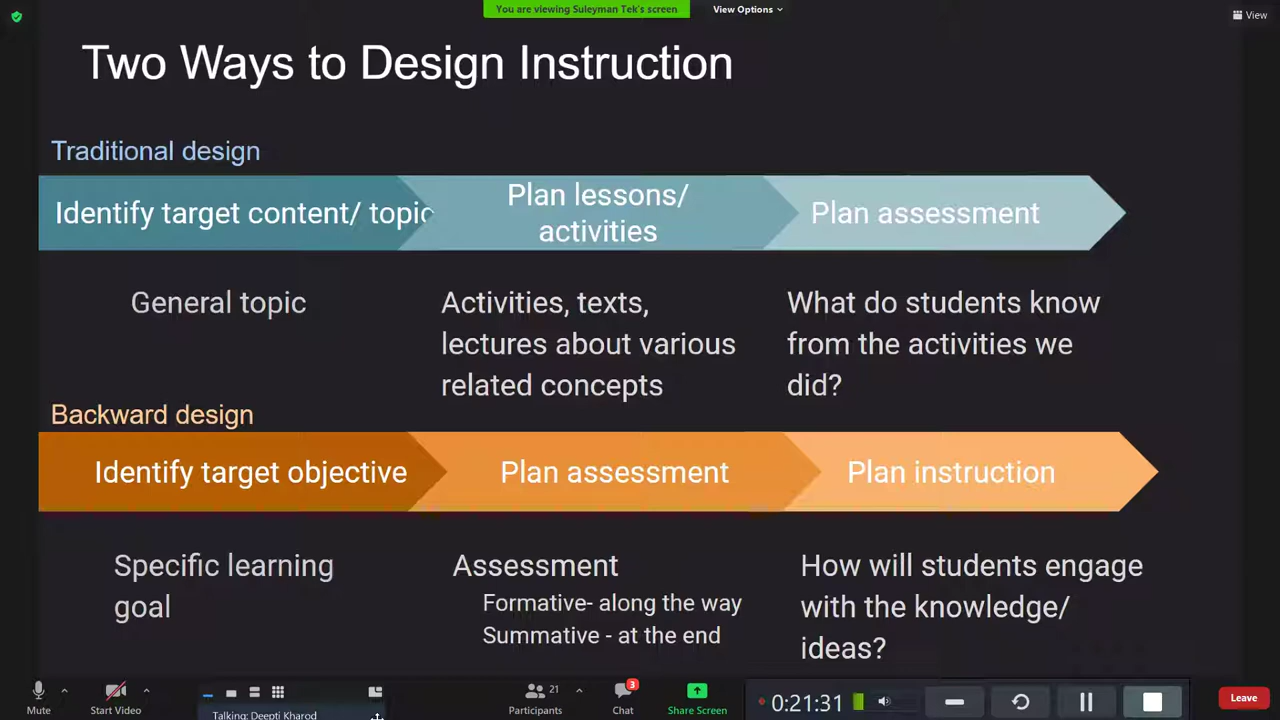 You are viewing Suleyman Tek's screen
View Options
View
Two Ways to Design Instruction
Traditional design
Identify target content/ topic
Plan lessons/
activities
Plan assessment
General topic
Activities, texts,
lectures about various
related concepts
What do students know
from the activities we
did?
Backward design
Identify target objective
Plan assessment
Plan instruction
Specific learning
goal
Assessment
Formative- along the way
Summative - at the end
How will students engage
with the knowledge/
ideas?
Mute
Start Video
Talking: Deepti Kharod
21
Participants
3
Chat
Share Screen
0:21:31
Leave